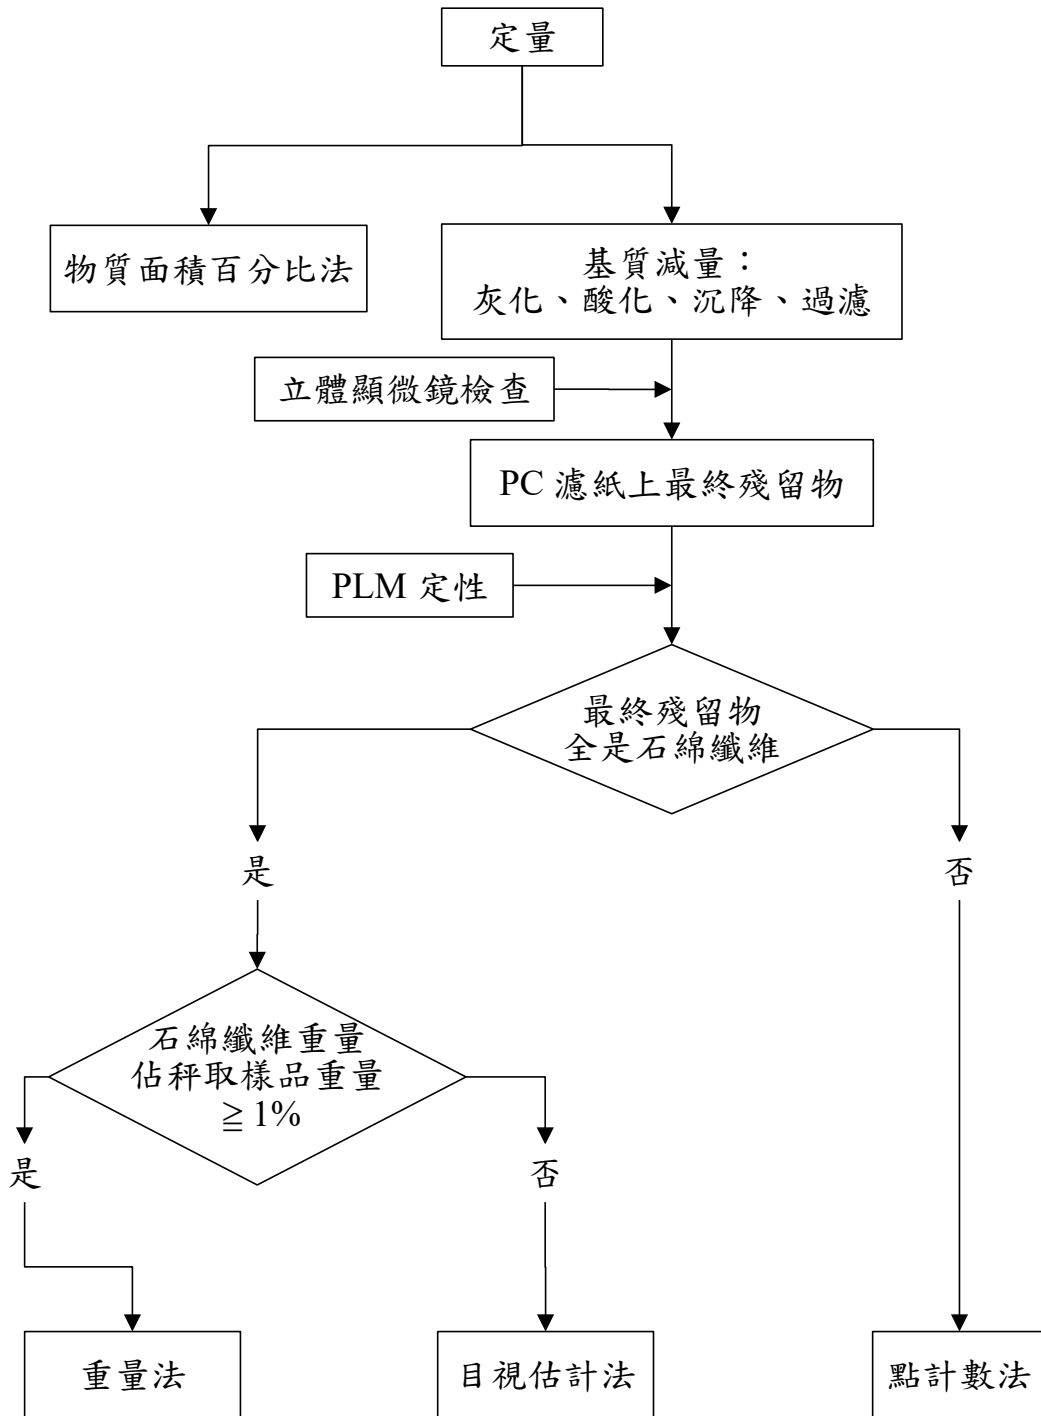 定量
物質面積百分比法
基質減量：
灰化、酸化、沉降、過濾
立體顯微鏡檢查
PC 濾紙上最終殘留物
PLM 定性
最終殘留物
全是石綿纖維
是
否
石綿纖維重量
佔秤取樣品重量
≧ 1%
是
否
重量法
目視估計法
點計數法